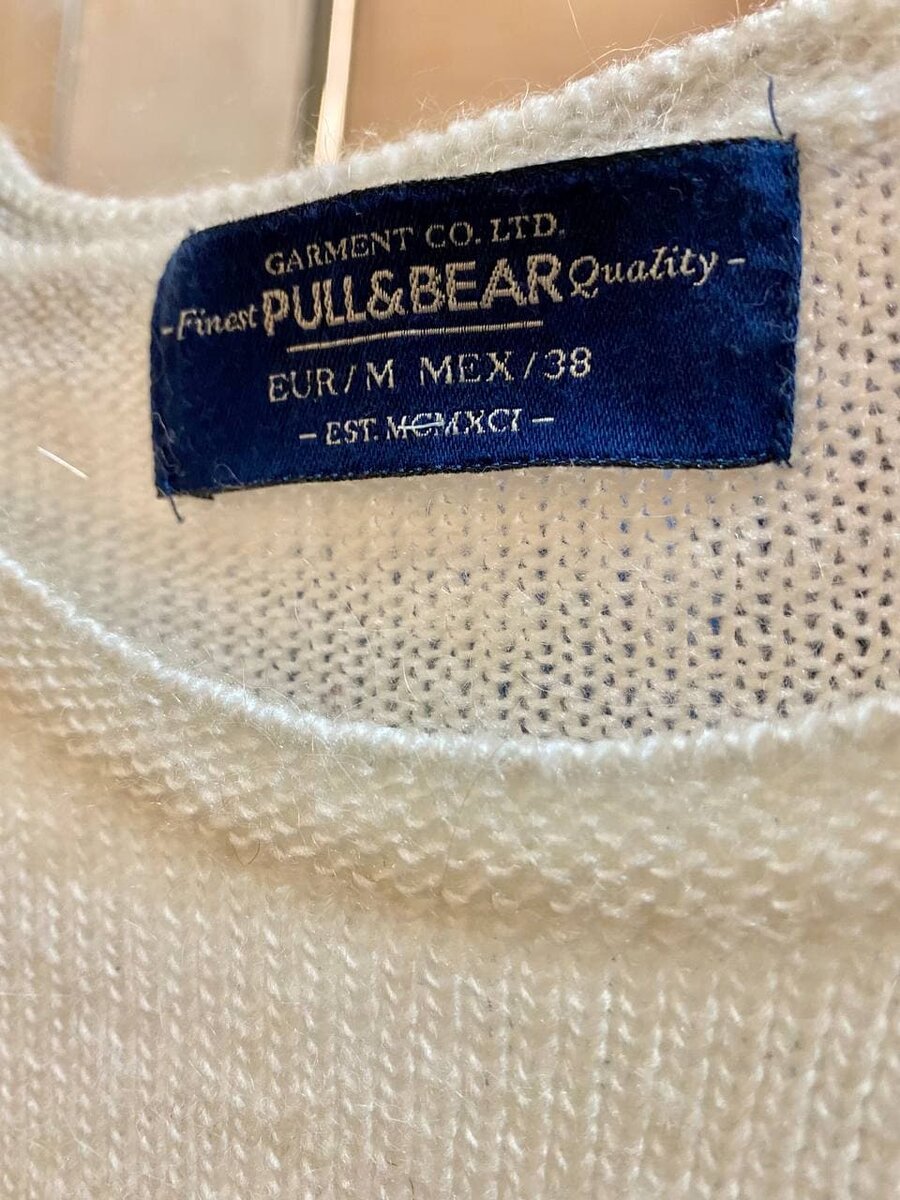 GARMENT CO. LTD.
-Finest PULL&BEAR Quality-
EUR/M MEX/38
- EST. MCMXCI -